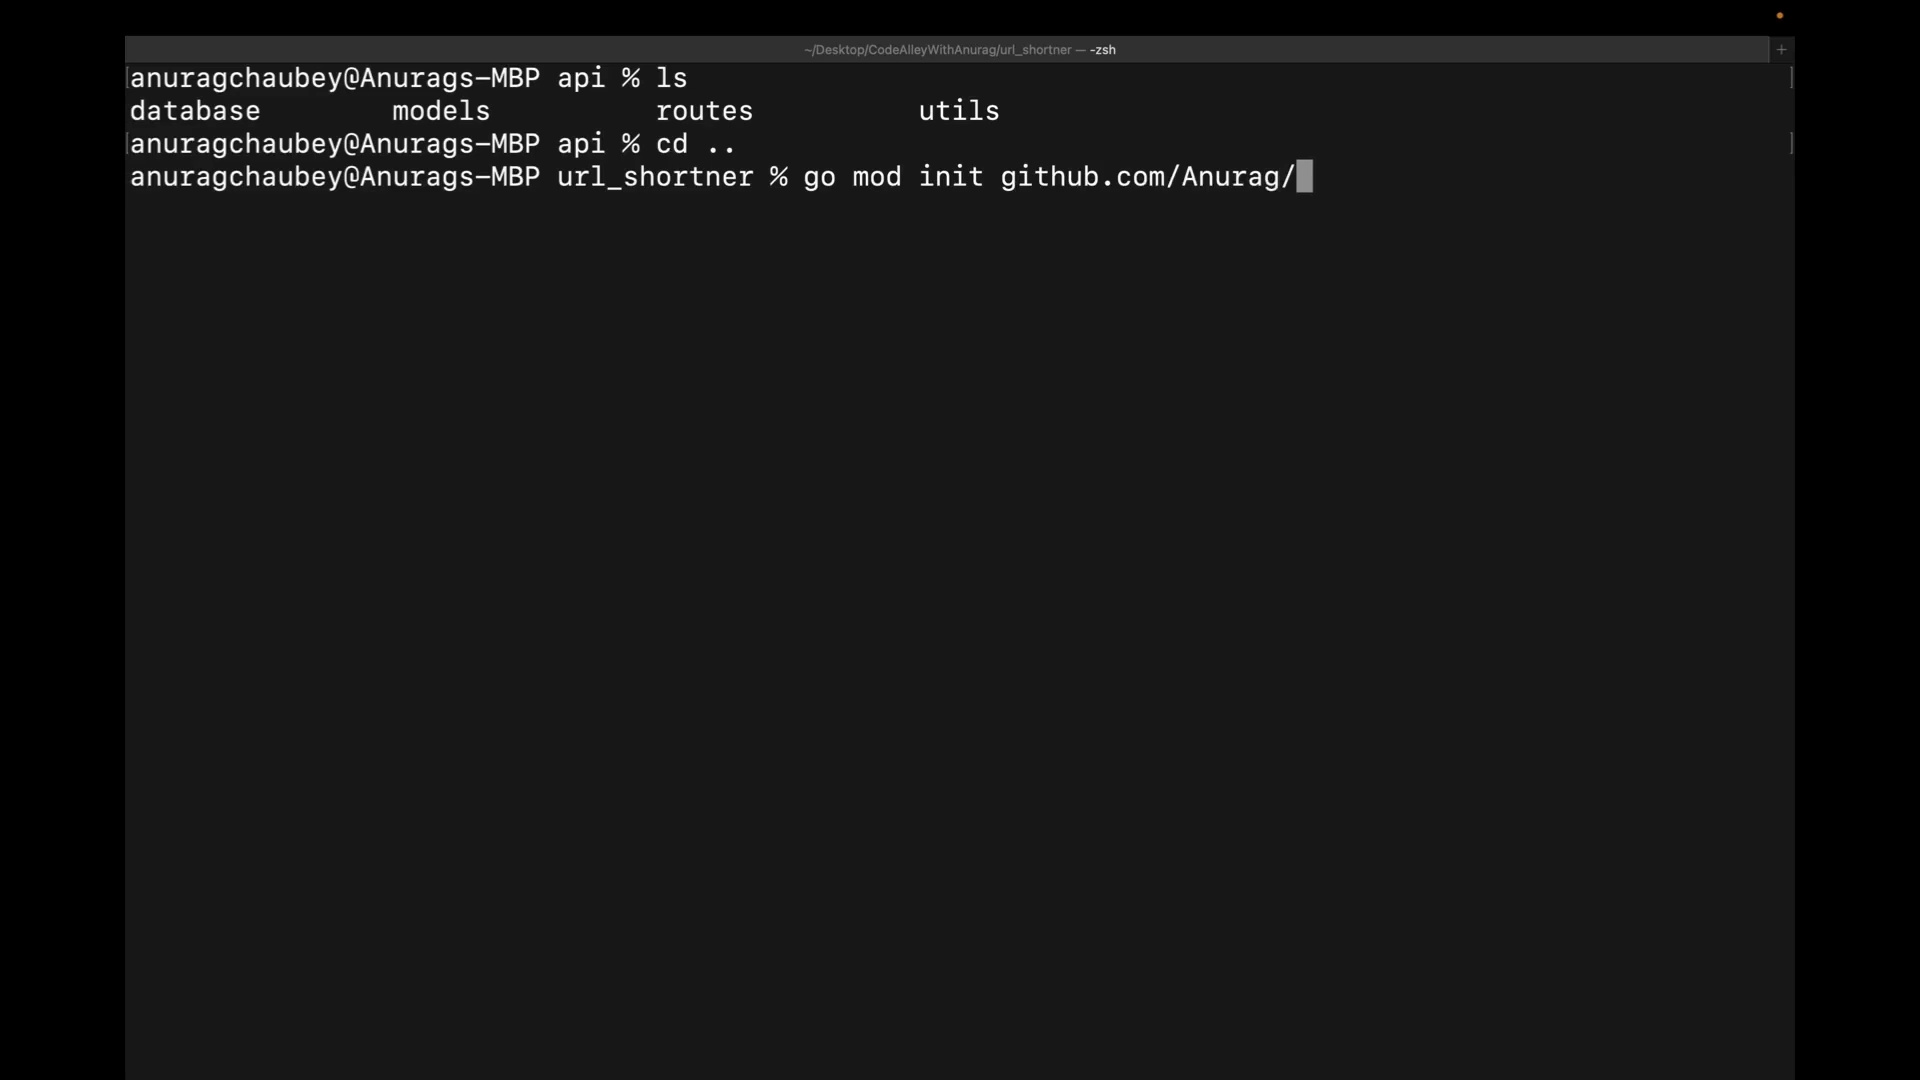 ~/Desktop/CodeAlleyWithAnurag/url_shortner — -zsh
anuragchaubey@Anurags-MBP api % ls
database models routes utils
anuragchaubey@Anurags-MBP api % cd ..
anuragchaubey@Anurags-MBP url_shortner % go mod init github.com/Anurag/